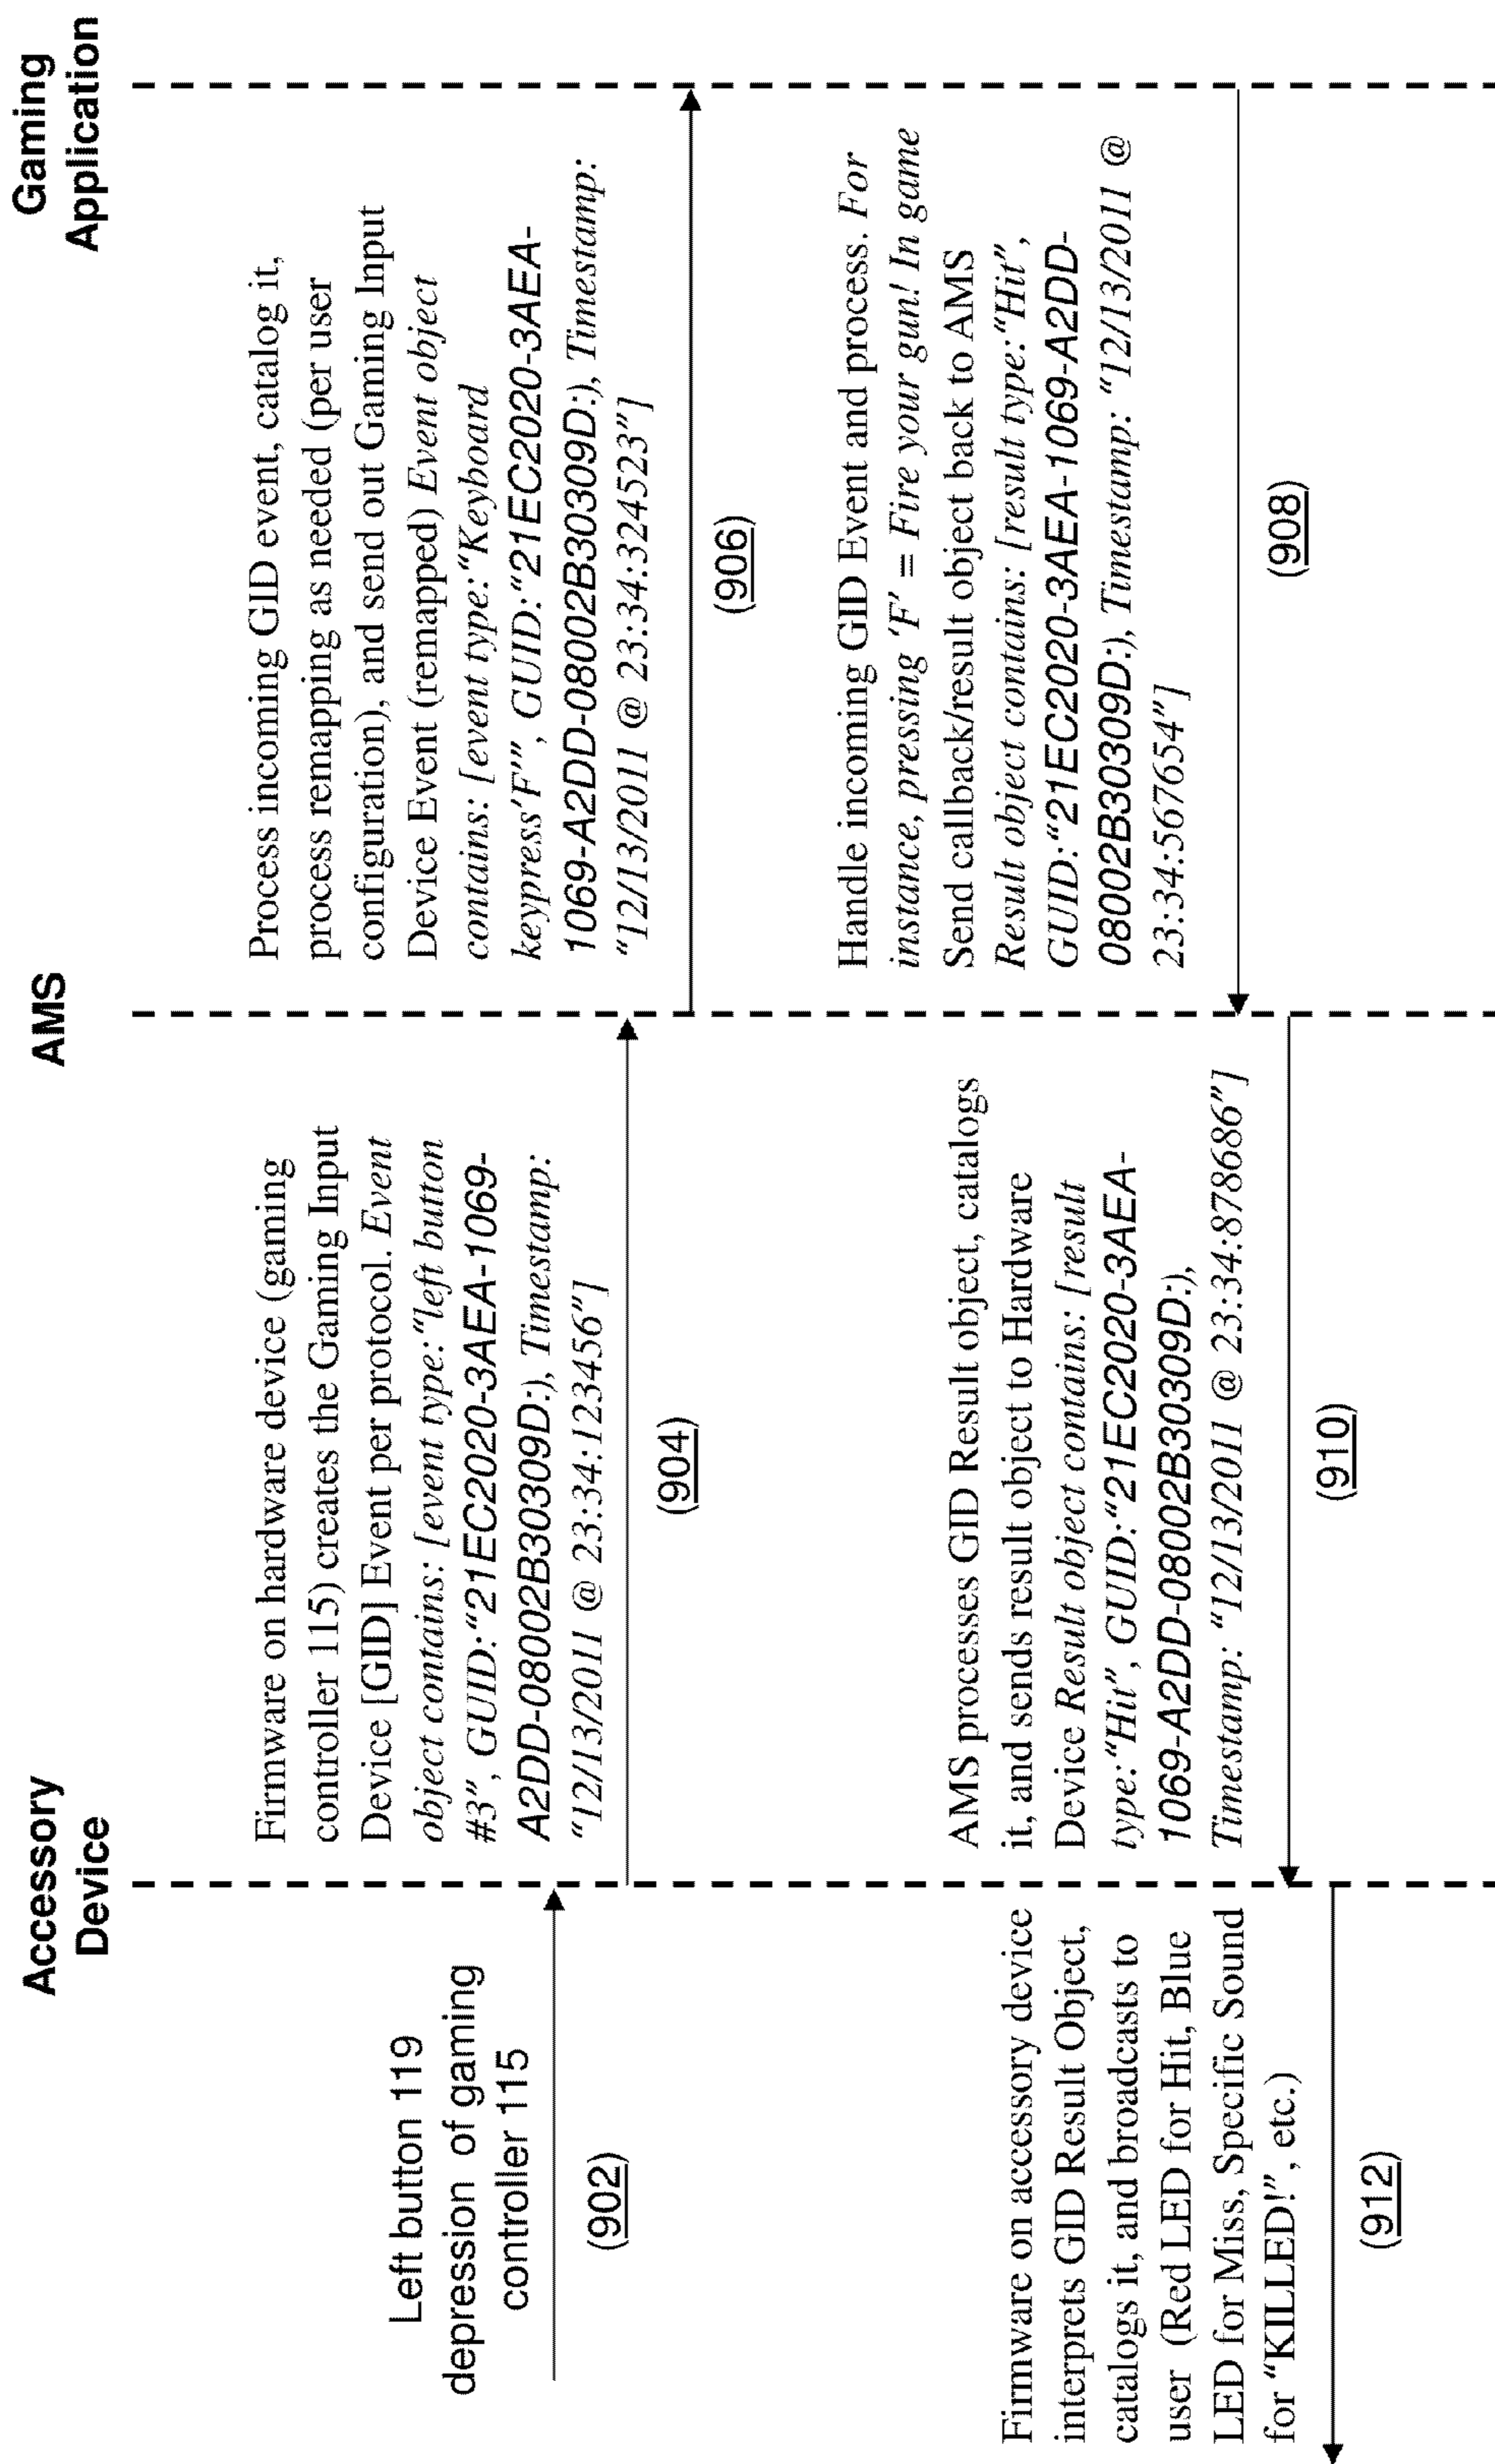 Accessory
Device
AMS
Gaming
Application
Left button 119
depression of gaming
controller 115
(902)
Firmware on hardware device (gaming
controller 115) creates the Gaming Input
Device [GID] Event per protocol. Event
object contains: [event type:“left button
#3”, GUID:“21EC2020-3AEA-1069-
A2DD-08002B30309D:), Timestamp:
“12/13/2011 @ 23:34:123456”]
(904)
Process incoming GID event, catalog it,
process remapping as needed (per user
configuration), and send out Gaming Input
Device Event (remapped) Event object
contains: [event type:“Keyboard
keypress‘F’”, GUID:“21EC2020-3AEA-
1069-A2DD-08002B30309D:), Timestamp:
“12/13/2011 @ 23:34:324523”]
(906)
Handle incoming GID Event and process. For
instance, pressing ‘F’ = Fire your gun! In game
Send callback/result object back to AMS
Result object contains: [result type:“Hit”,
GUID:“21EC2020-3AEA-1069-A2DD-
08002B30309D:), Timestamp: “12/13/2011 @
23:34:567654”]
(908)
AMS processes GID Result object, catalogs
it, and sends result object to Hardware
Device Result object contains: [result
type:“Hit”, GUID:“21EC2020-3AEA-
1069-A2DD-08002B30309D:),
Timestamp: “12/13/2011 @ 23:34:878686”]
(910)
Firmware on accessory device
interprets GID Result Object,
catalogs it, and broadcasts to
user (Red LED for Hit, Blue
LED for Miss, Specific Sound
for “KILLED!”, etc.)
(912)